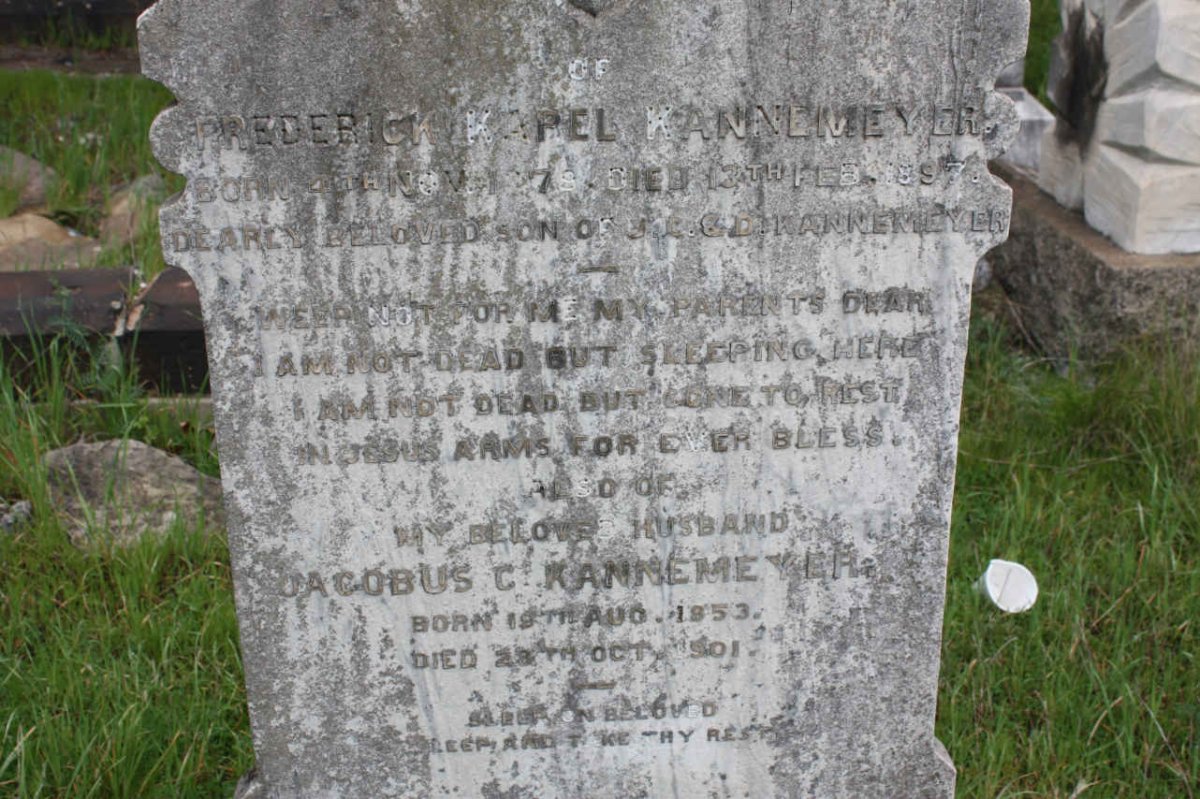 OF
FREDERICK KAREL KANNEMEYER.
BORN 4TH NOV. 1879. DIED 13TH FEB. 1897.
DEARLY BELOVED SON OF J.C. & D. KANNEMEYER
WEEP NOT FOR ME MY PARENTS DEAR
I AM NOT DEAD BUT SLEEPING HERE
I AM NOT DEAD BUT GONE TO REST
IN JESUS ARMS FOR EVER BLESS.
ALSO OF
MY BELOVED HUSBAND
JACOBUS C KANNEMEYER.
BORN 19TH AUG. 1853.
DIED OCT. 1901.
SLEEP ON BELOVED
SLEEP, AND TAKE THY REST